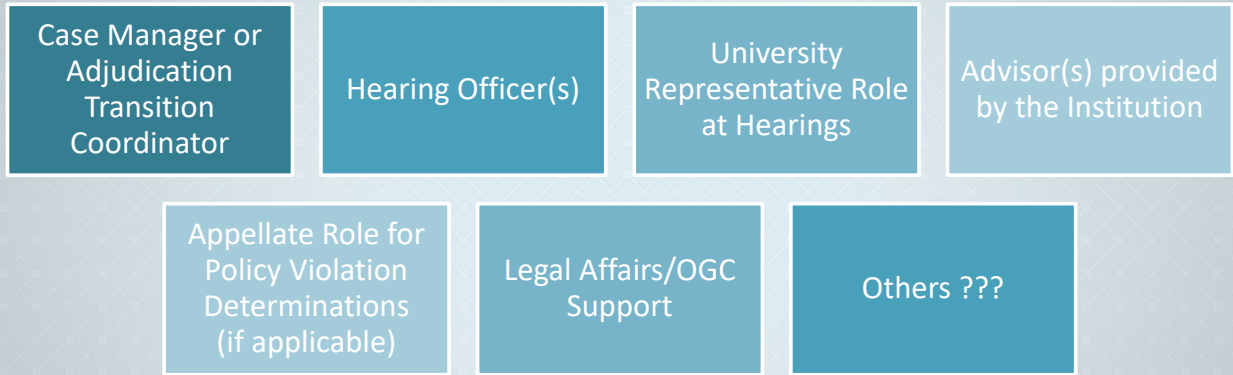 Case Manager or
Adjudication
Transition
Coordinator
Hearing Officer(s)
University
Representative Role
at Hearings
Advisor(s) provided
by the Institution
Appellate Role for
Policy Violation
Determinations
(if applicable)
Legal Affairs/OGC
Support
Others ???